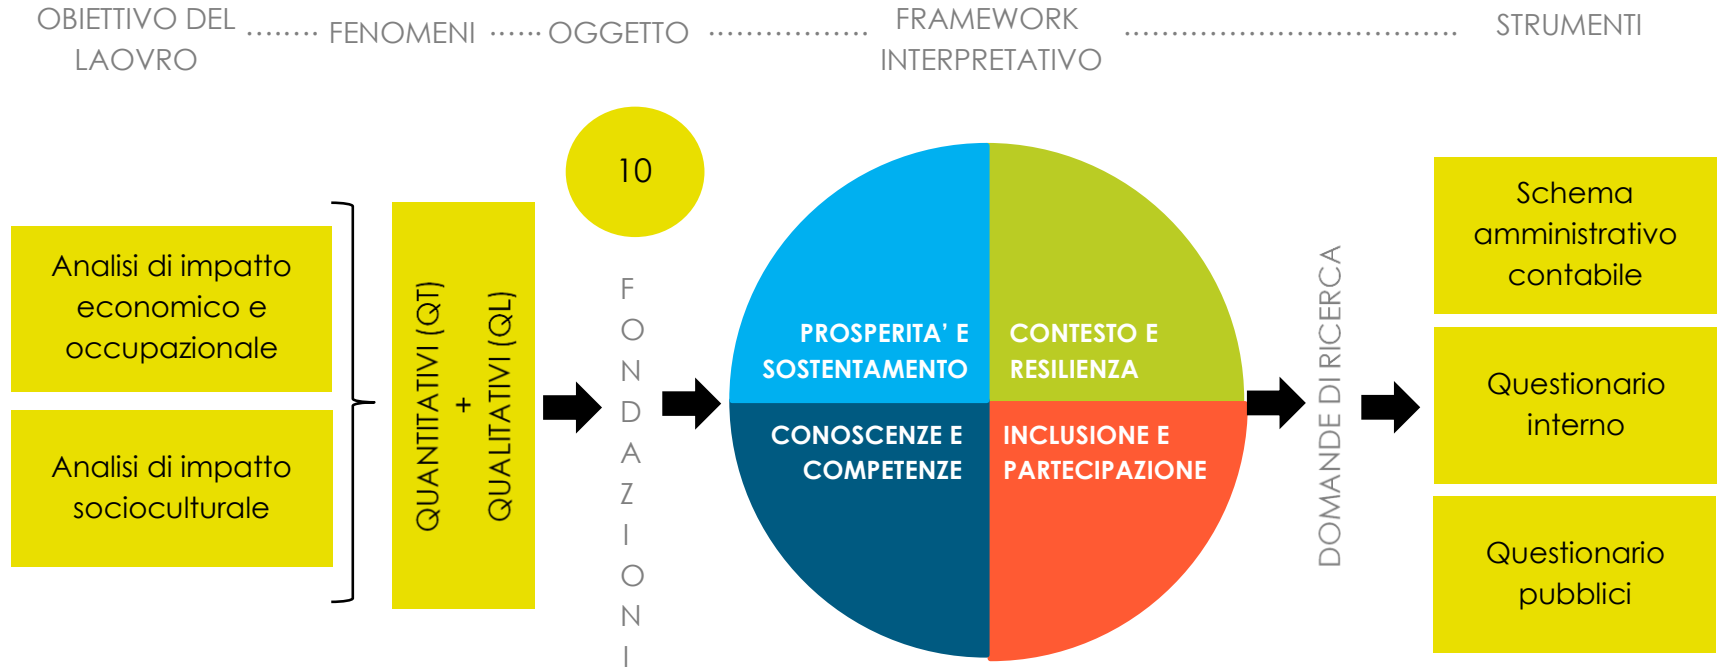 OBIETTIVO DEL
LAOVRO
FENOMENI
OGGETTO
FRAMEWORK
INTERPRETATIVO
STRUMENTI
Analisi di impatto
economico e
occupazionale
Analisi di impatto
socioculturale
QUANTITATIVI (QT)
+
QUALITATIVI (QL)
10
FONDAZIONI
PROSPERITA’ E
SOSTENTAMENTO
CONTESTO E
RESILIENZA
CONOSCENZE E
COMPETENZE
INCLUSIONE E
PARTECIPAZIONE
DOMANDE DI RICERCA
Schema
amministrativo
contabile
Questionario
interno
Questionario
pubblici